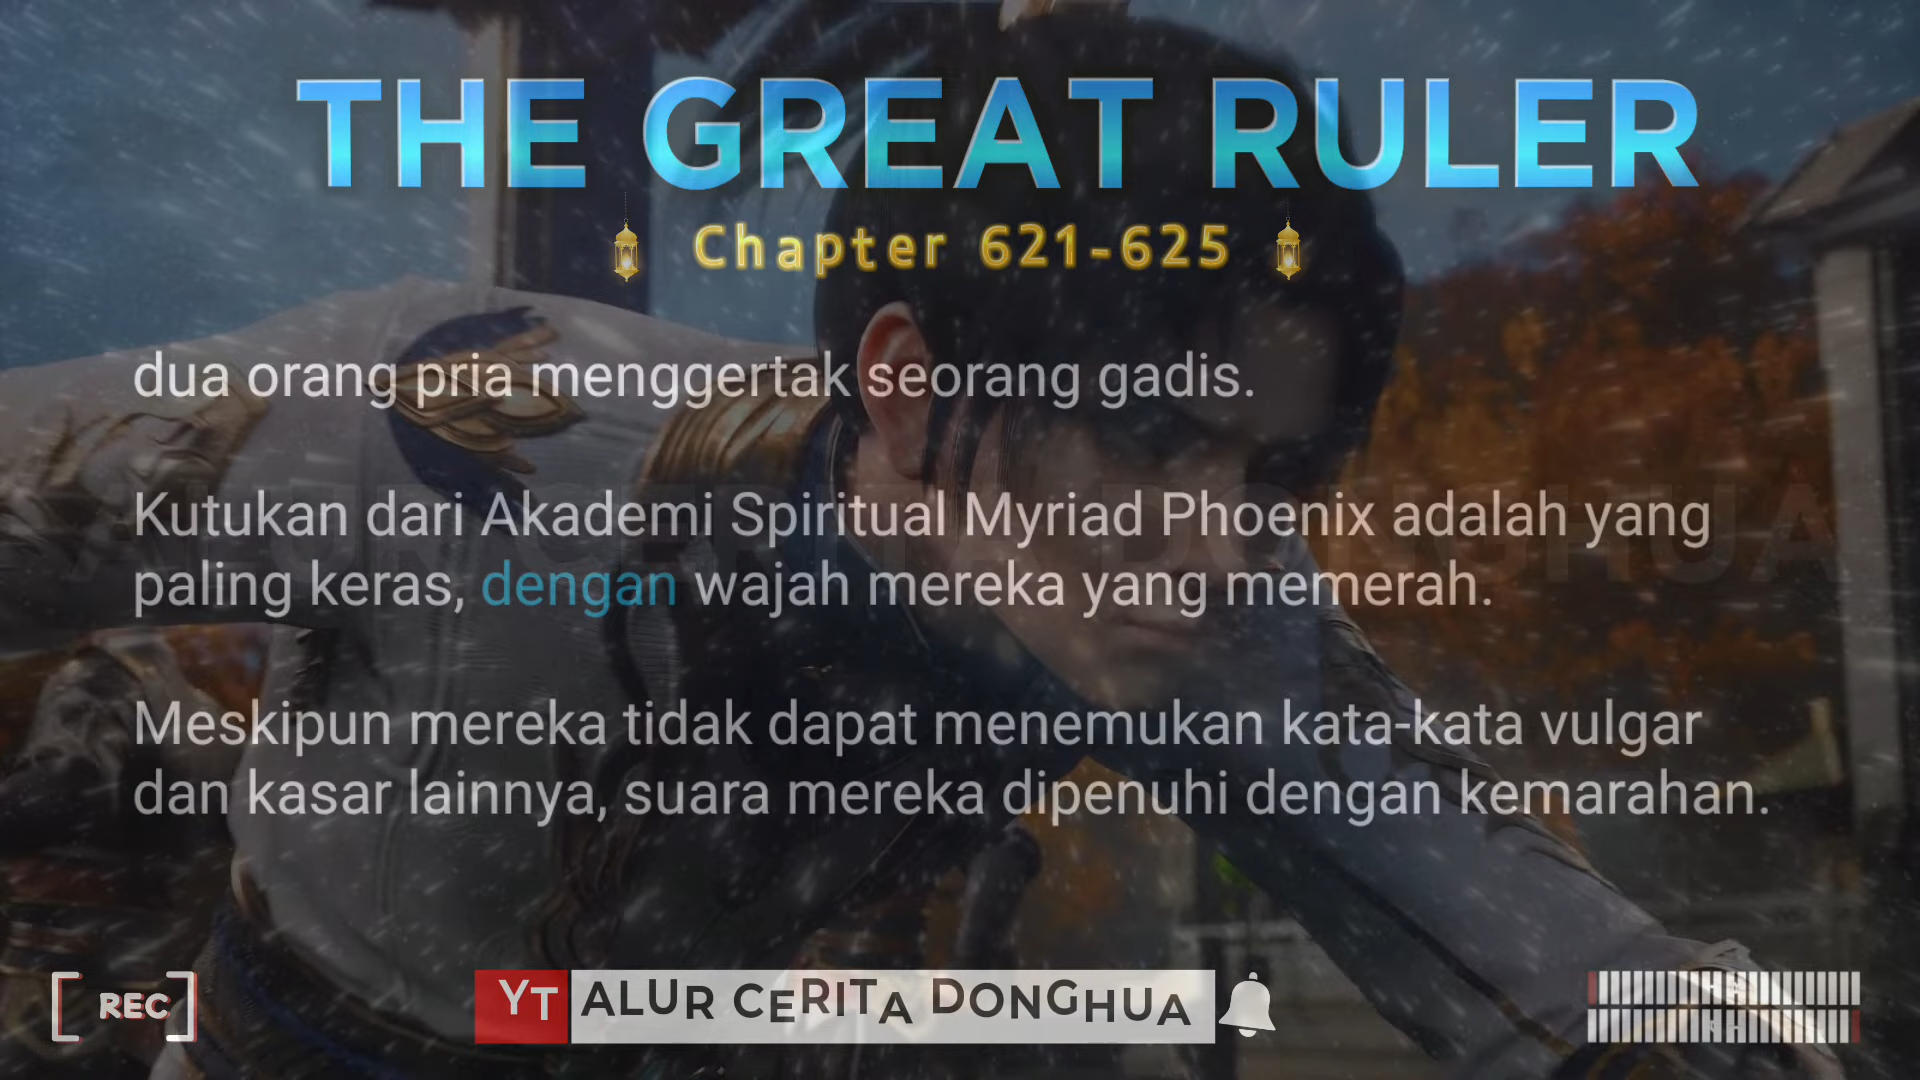 THE GREAT RULER
Chapter 621-625
dua orang pria menggertak seorang gadis.
Kutukan dari Akademi Spiritual Myriad Phoenix adalah yang
paling keras, dengan wajah mereka yang memerah.
Meskipun mereka tidak dapat menemukan kata-kata vulgar
dan kasar lainnya, suara mereka dipenuhi dengan kemarahan.
REC
YT ALUR CERITA DONGHUA